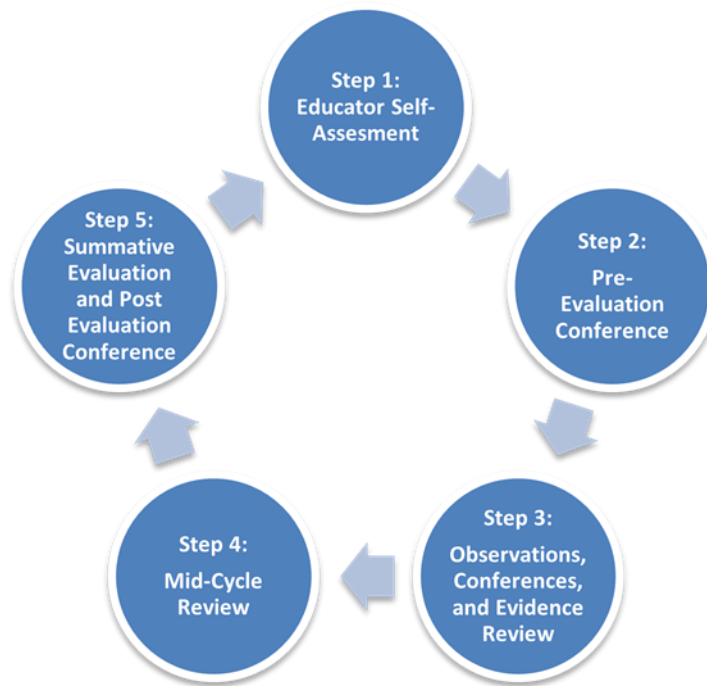 Step 1:
Educator Self-
Assesment
Step 2:
Pre-
Evaluation
Conference
Step 3:
Observations,
Conferences,
and Evidence
Review
Step 4:
Mid-Cycle
Review
Step 5:
Summative
Evaluation
and Post
Evaluation
Conference